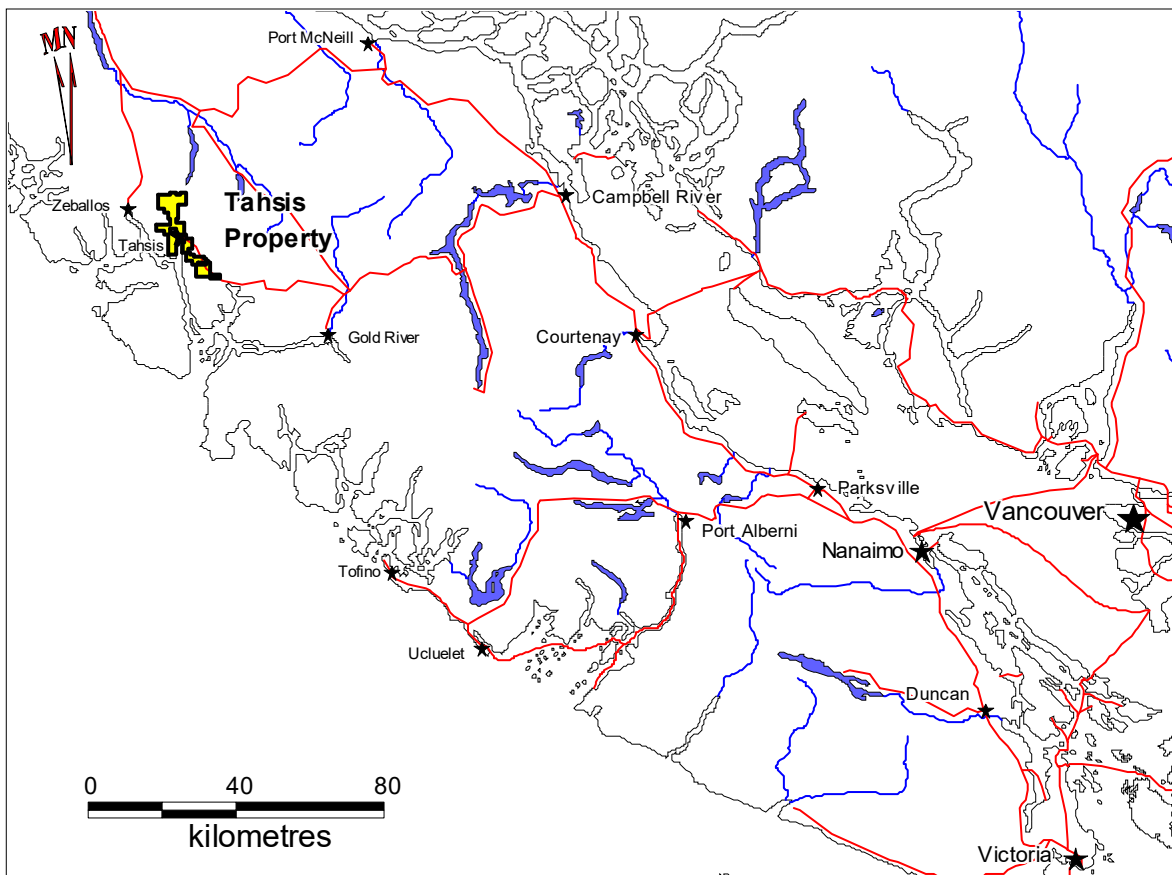 Port McNeill
MN
Zeballos
Tahsis
Property
Campbell River
Tahsis
Gold River
Courtenay
Parksville
Vancouver
Port Alberni
Nanaimo
Tofino
Ucluelet
Duncan
0 40 80
kilometres
Victoria